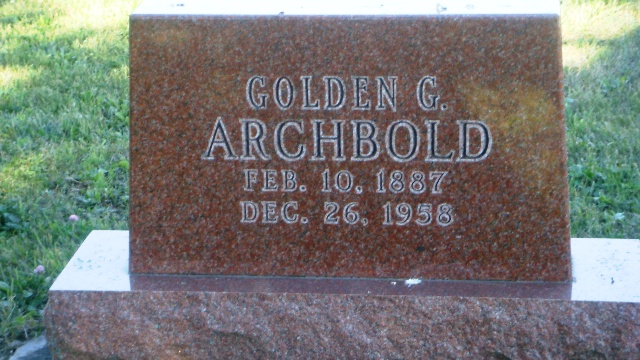 GOLDEN G.
ARCHBOLD
FEB. 10, 1887
DEC. 26, 1958